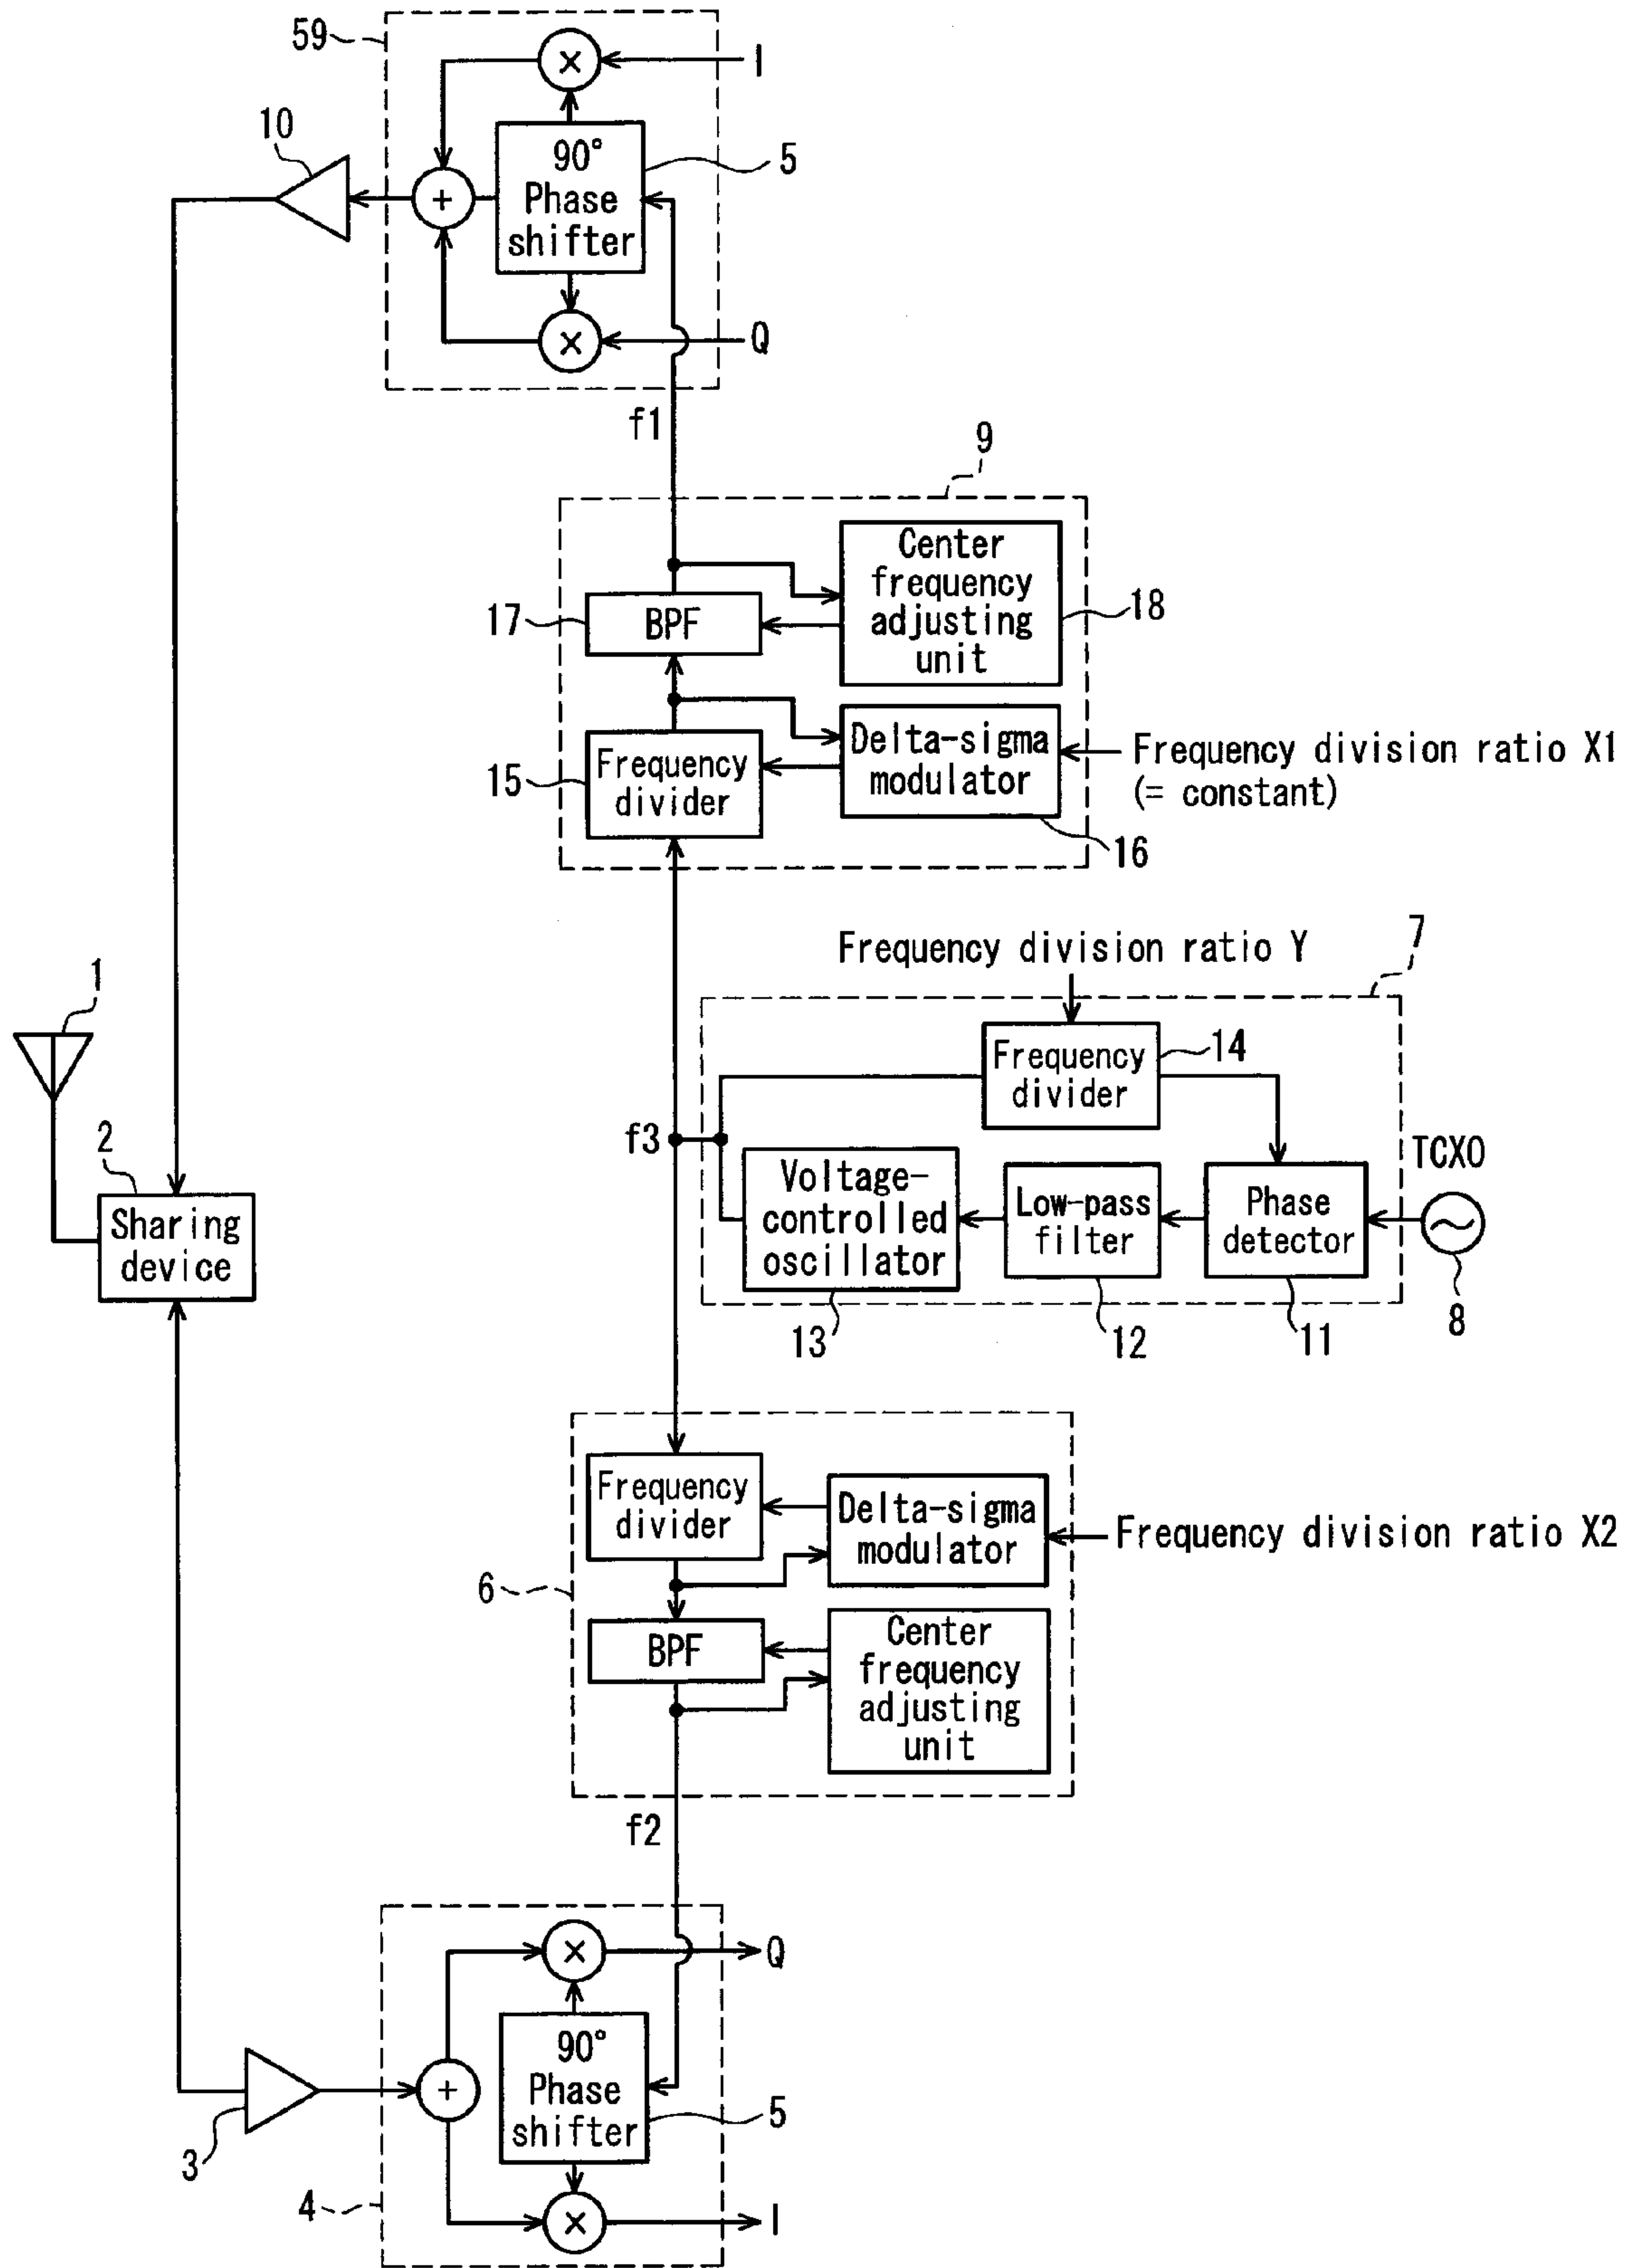 59
I
10
90°
Phase
shifter
5
Q
f1
9
Center
frequency
adjusting
unit
17
BPF
18
Delta-sigma
modulator
Frequency division ratio X1
(= constant)
15
Frequency
divider
16
Frequency division ratio Y
7
1
Frequency
divider
14
f3
2
TCXO
Sharing
device
Voltage-
controlled
oscillator
Low-pass
filter
Phase
detector
13
12
11
8
Frequency
divider
Delta-sigma
modulator
Frequency division ratio X2
6
BPF
Center
frequency
adjusting
unit
f2
Q
90°
Phase
shifter
5
3
4
I